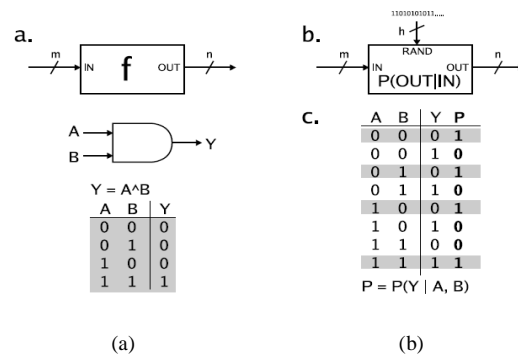 a.
m
n
IN
f
OUT
A
B
Y
Y = A^B
A B Y
0 0 0
0 1 0
1 0 0
1 1 1
(a)
b.
11010101011.....
h
RAND
m
n
IN
OUT
P(OUT|IN)
c.
A B Y P
0 0 0 1
0 0 1 0
0 1 0 1
0 1 1 0
1 0 0 1
1 0 1 0
1 1 0 0
1 1 1 1
P = P(Y | A, B)
(b)